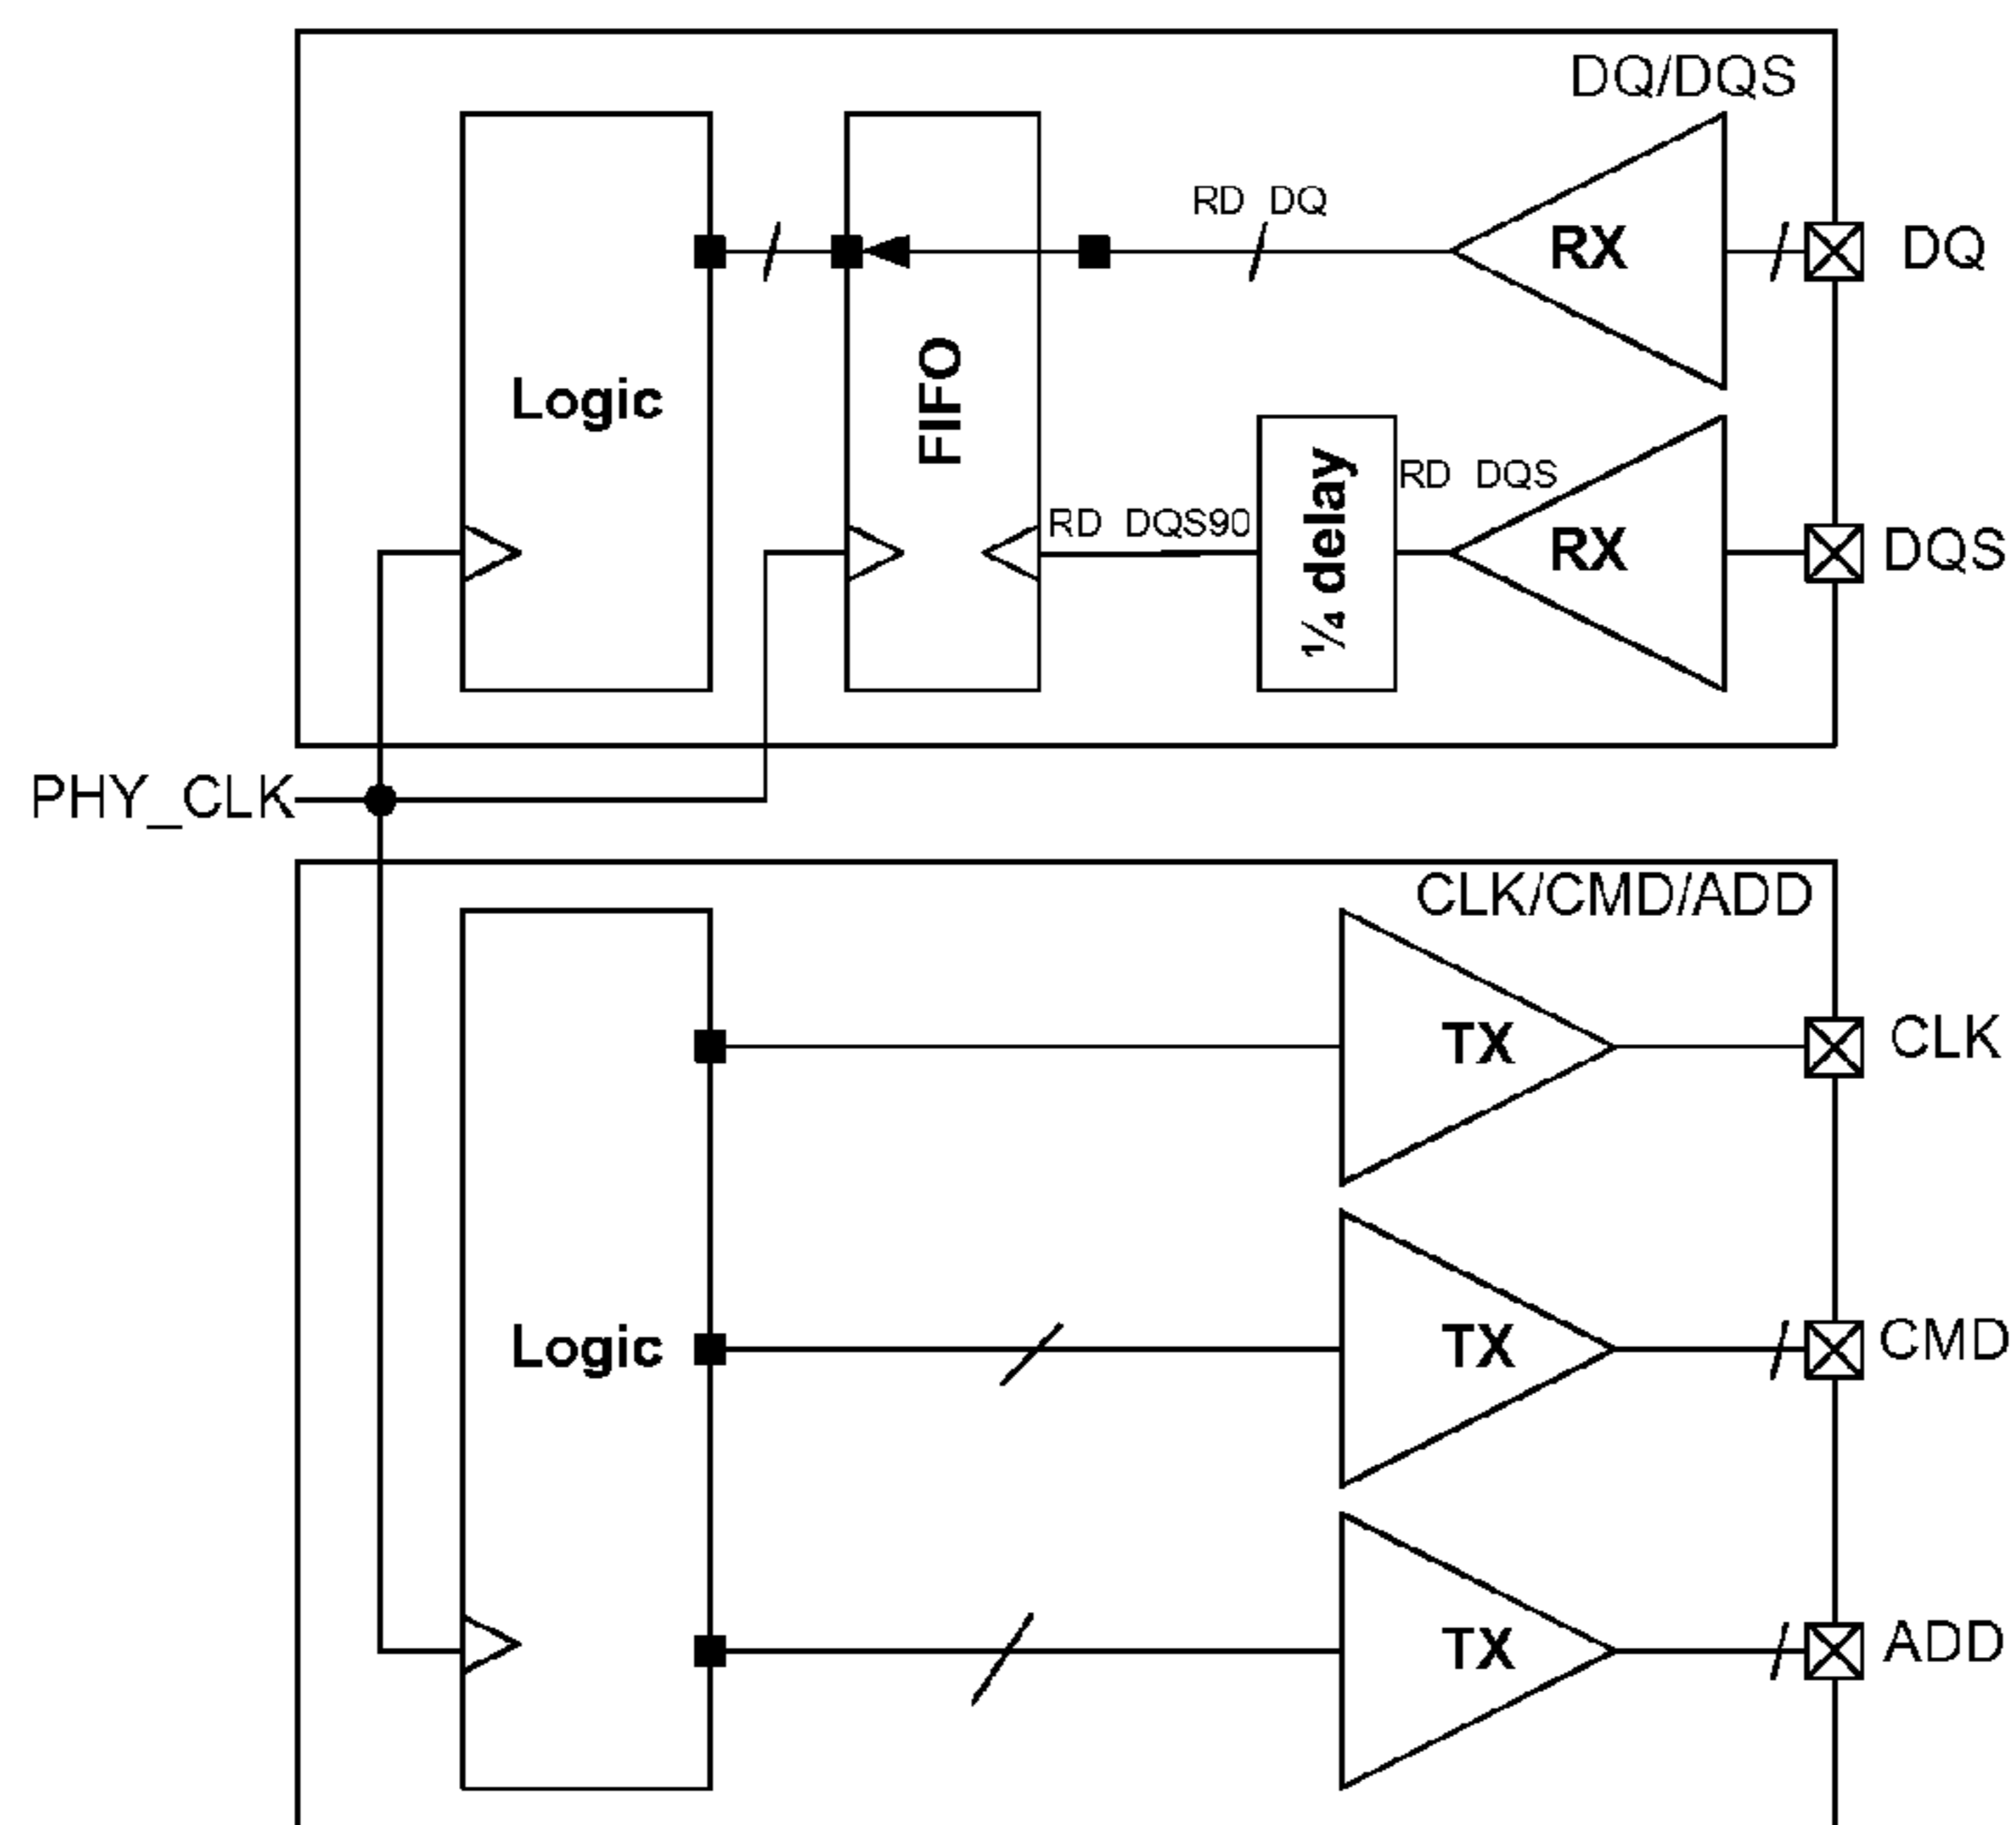 DQ/DQS
RD DQ
RX
DQ
Logic
FIFO
RD DQS90
¼ delay
RD DQS
RX
DQS
PHY_CLK
CLK/CMD/ADD
TX
CLK
Logic
TX
CMD
TX
ADD